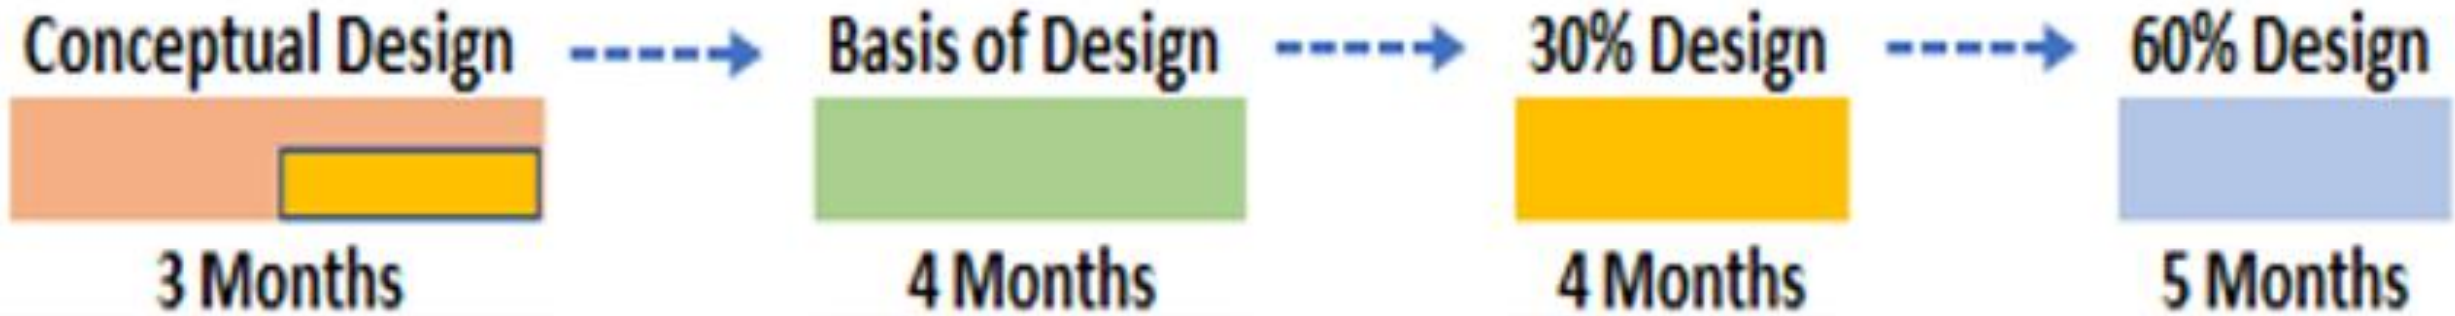 Conceptual Design
Basis of Design
30% Design
60% Design
3 Months
4 Months
4 Months
5 Months